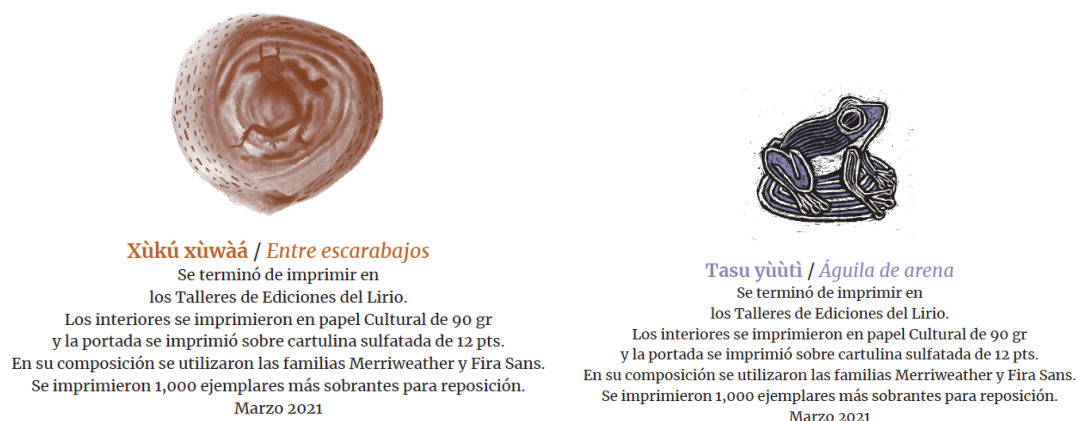 Xùkú xùwàá / Entre escarabajos
Se terminó de imprimir en
los Talleres de Ediciones del Lirio.
Los interiores se imprimieron en papel Cultural de 90 gr
y la portada se imprimió sobre cartulina sulfatada de 12 pts.
En su composición se utilizaron las familias Merriweather y Fira Sans.
Se imprimieron 1,000 ejemplares más sobrantes para reposición.
Marzo 2021
Tasu yùùtì / Águila de arena
Se terminó de imprimir en
los Talleres de Ediciones del Lirio.
Los interiores se imprimieron en papel Cultural de 90 gr
y la portada se imprimió sobre cartulina sulfatada de 12 pts.
En su composición se utilizaron las familias Merriweather y Fira Sans.
Se imprimieron 1,000 ejemplares más sobrantes para reposición.
Marzo 2021